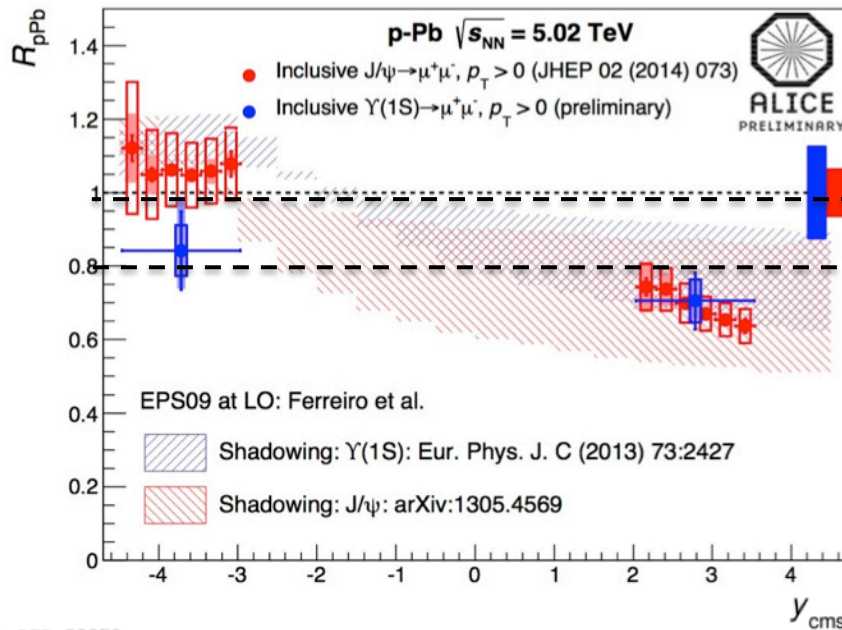 R_pPb
1.4
1.2
1
0.8
0.6
0.4
0.2
0
p-Pb √s_NN = 5.02 TeV
Inclusive J/ψ→μ⁺μ⁻, p_T > 0 (JHEP 02 (2014) 073)
Inclusive ϒ(1S)→μ⁺μ⁻, p_T > 0 (preliminary)
ALICE
PRELIMINARY
EPS09 at LO: Ferreiro et al.
Shadowing: ϒ(1S): Eur. Phys. J. C (2013) 73:2427
Shadowing: J/ψ: arXiv:1305.4569
-4 -3 -2 -1 0 1 2 3 4
y_cms